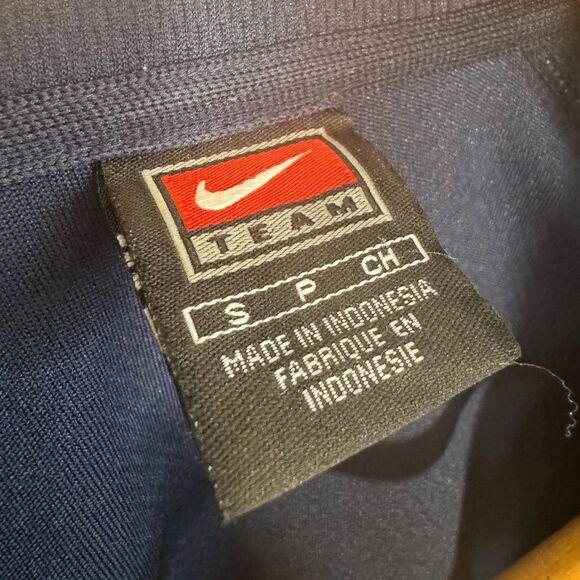 TEAM
S P CH
MADE IN INDONESIA
FABRIQUE EN
INDONESIE